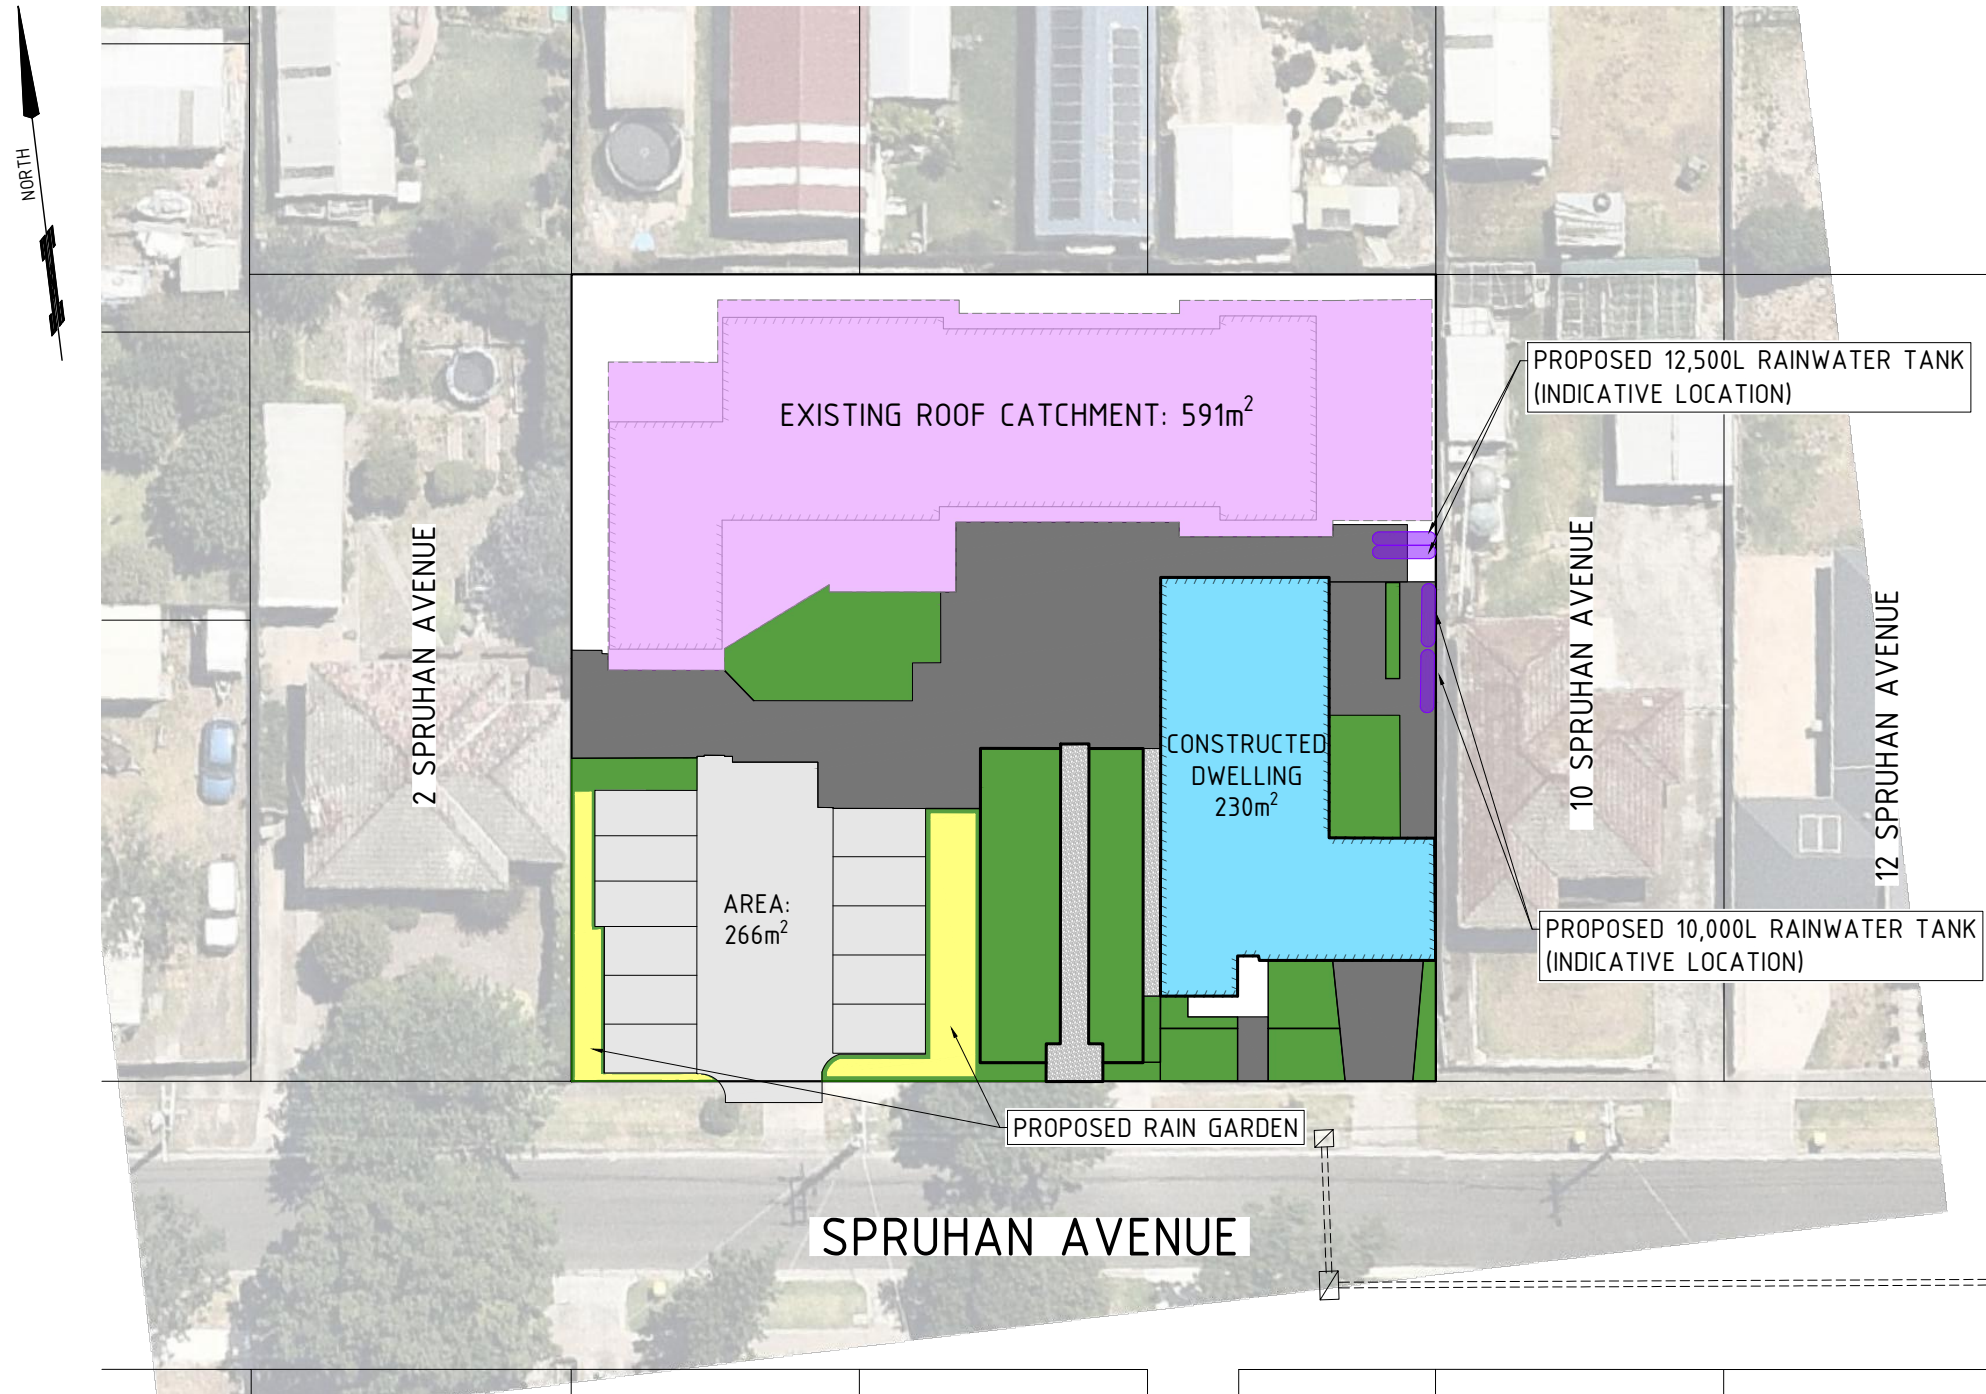 NORTH
EXISTING ROOF CATCHMENT: 591m²
PROPOSED 12,500L RAINWATER TANK
(INDICATIVE LOCATION)
2 SPRUHAN AVENUE
10 SPRUHAN AVENUE
12 SPRUHAN AVENUE
CONSTRUCTED
DWELLING
230m²
AREA:
266m²
PROPOSED 10,000L RAINWATER TANK
(INDICATIVE LOCATION)
PROPOSED RAIN GARDEN
SPRUHAN AVENUE